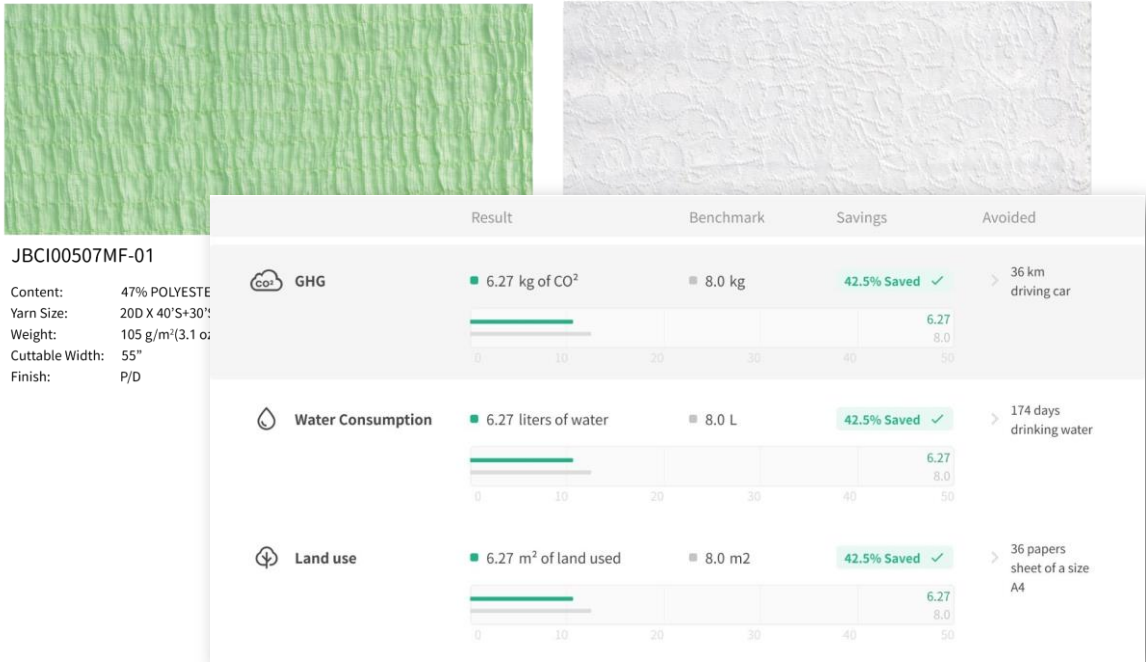 JBCI00507MF-01
Content: 47% POLYESTE
Yarn Size: 20D X 40'S+30'S
Weight: 105 g/m²(3.1 oz
Cuttable Width: 55"
Finish: P/D
Result Benchmark Savings Avoided
CO² GHG 6.27 kg of CO² 8.0 kg 42.5% Saved 36 km
driving car
6.27
8.0
0 10 20 30 40 50
Water Consumption 6.27 liters of water 8.0 L 42.5% Saved 174 days
drinking water
6.27
8.0
0 10 20 30 40 50
Land use 6.27 m² of land used 8.0 m2 42.5% Saved 36 papers
sheet of a size
A4
6.27
8.0
0 10 20 30 40 50